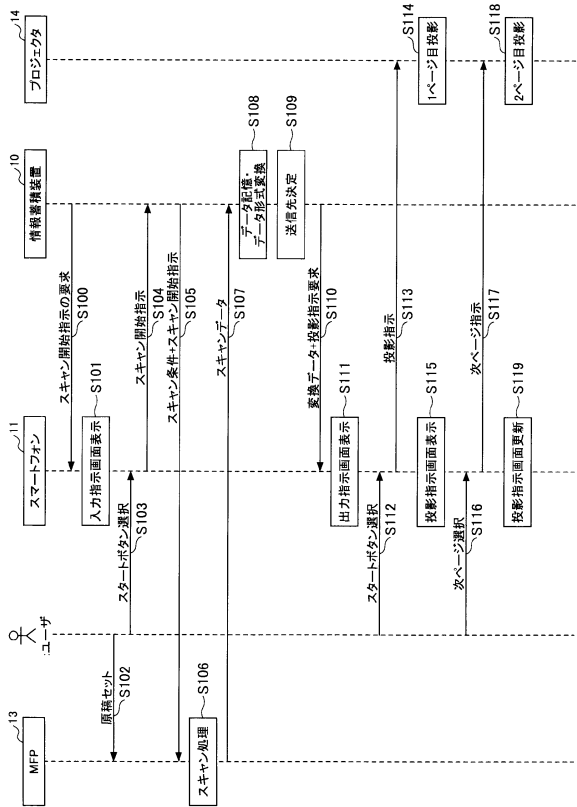 13
MFP
:ユーザ
11
スマートフォン
10
情報蓄積装置
14
プロジェクタ
スキャン開始指示の要求
S100
入力指示画面表示
S101
原稿セット
S102
スタートボタン選択
S103
スキャン開始指示
S104
スキャン条件+スキャン開始指示
S105
スキャン処理
S106
スキャンデータ
S107
データ記憶・
データ形式変換
S108
送信先決定
S109
変換データ+投影指示要求
S110
出力指示画面表示
S111
スタートボタン選択
S112
投影指示
S113
1ページ目投影
S114
投影指示画面表示
S115
次ページ選択
S116
次ページ指示
S117
2ページ目投影
S118
投影指示画面更新
S119